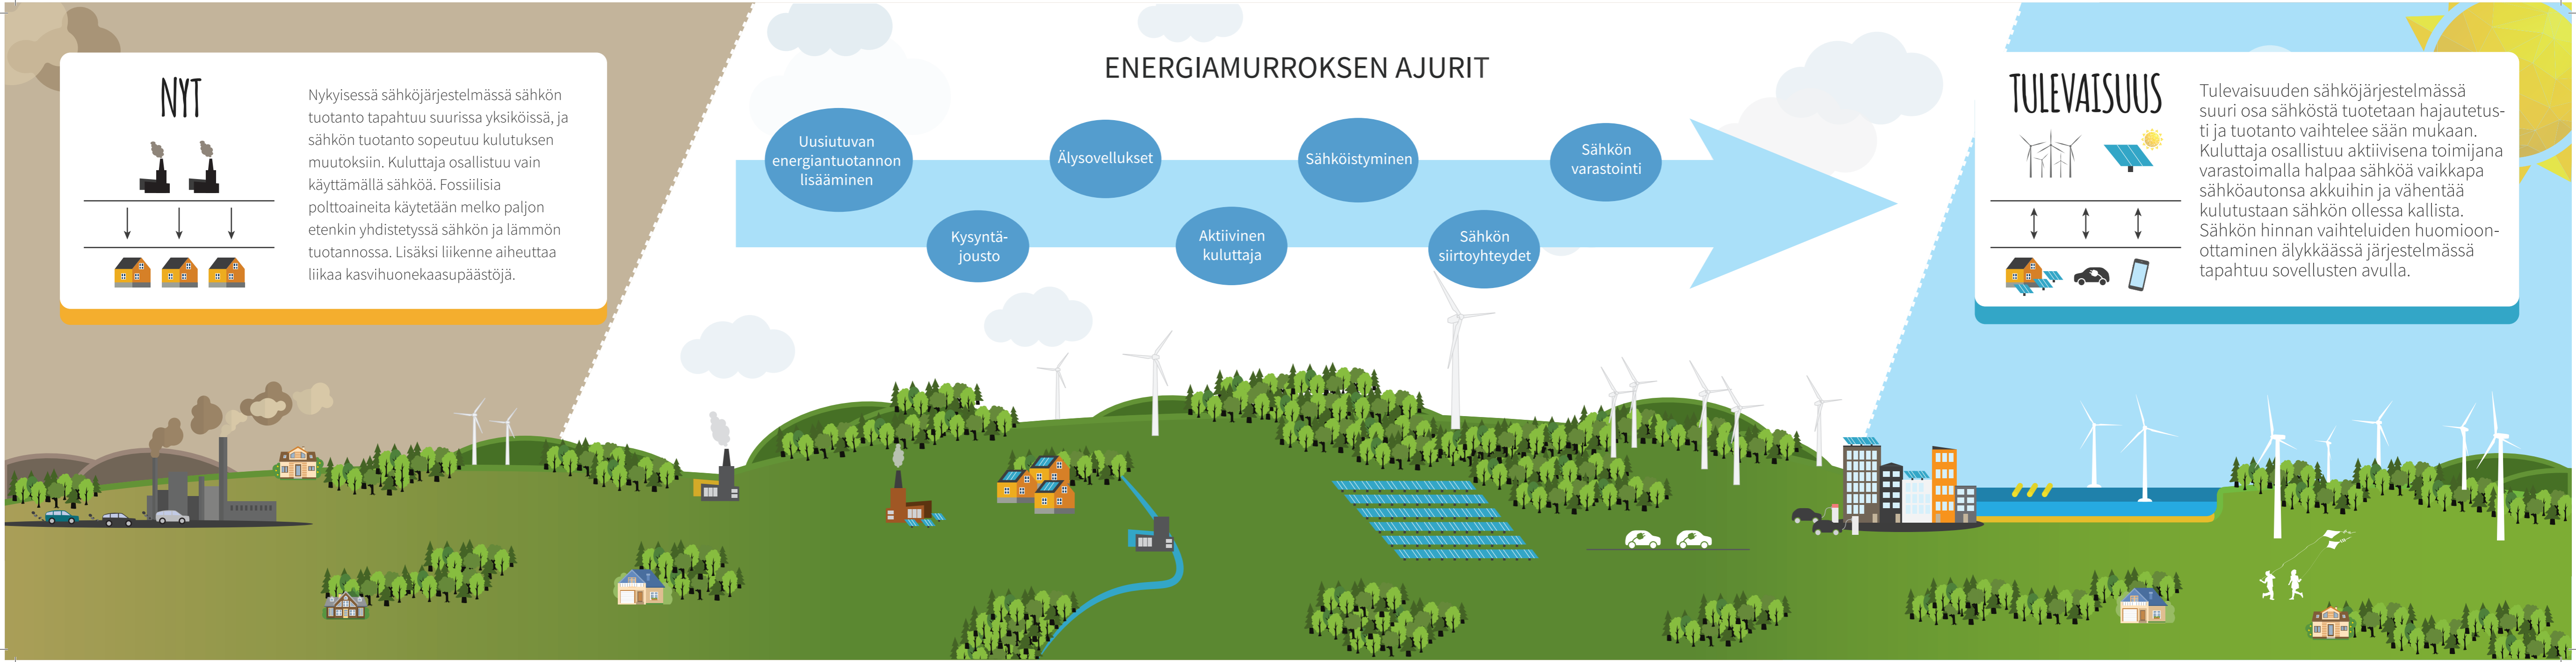 NYT
Nykyisessä sähköjärjestelmässä sähkön
tuotanto tapahtuu suurissa yksiköissä, ja
sähkön tuotanto sopeutuu kulutuksen
muutoksiin. Kuluttaja osallistuu vain
käyttämällä sähköä. Fossiilisia
polttoaineita käytetään melko paljon
etenkin yhdistetyssä sähkön ja lämmön
tuotannossa. Lisäksi liikenne aiheuttaa
liikaa kasvihuonekaasupäästöjä.
ENERGIAMURROKSEN AJURIT
Uusiutuvan
energiantuotannon
lisääminen
Kysyntä-
jousto
Älysovellukset
Aktiivinen
kuluttaja
Sähköistyminen
Sähkön
siirtoyhteydet
Sähkön
varastointi
TULEVAISUUS
Tulevaisuuden sähköjärjestelmässä
suuri osa sähköstä tuotetaan hajautetus-
ti ja tuotanto vaihtelee sään mukaan.
Kuluttaja osallistuu aktiivisena toimijana
varastoimalla halpaa sähköä vaikkapa
sähköautonsa akkuihin ja vähentää
kulutustaan sähkön ollessa kallista.
Sähkön hinnan vaihteluiden huomioon-
ottaminen älykkäässä järjestelmässä
tapahtuu sovellusten avulla.